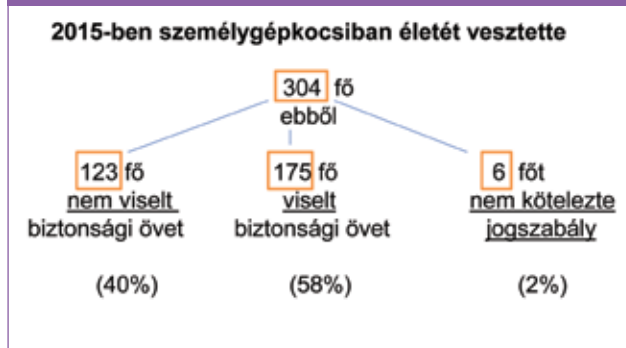 2015-ben személygépkocsiban életét vesztette
304 fő
ebből
123 fő
nem viselt
biztonsági övet
(40%)
175 fő
viselt
biztonsági övet
(58%)
6 főt
nem kötelezte
jogszabály
(2%)